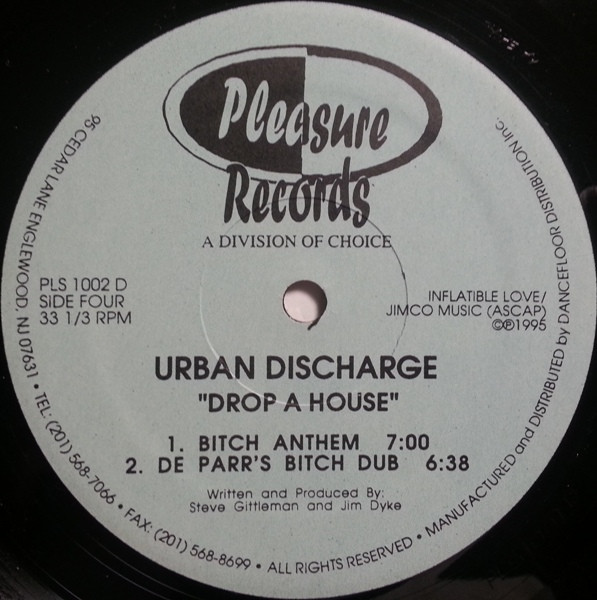 Pleasure
Records
A DIVISION OF CHOICE
PLS 1002 D
SIDE FOUR
33 1/3 RPM
INFLATIBLE LOVE/
JIMCO MUSIC (ASCAP)
©℗1995
URBAN DISCHARGE
"DROP A HOUSE"
1. BITCH ANTHEM 7:00
2. DE PARR'S BITCH DUB 6:38
Written and Produced By:
Steve Gittleman and Jim Dyke
95 CEDAR LANE ENGLEWOOD, NJ 07631 • TEL: (201) 568-7066 • FAX: (201) 568-8699 • ALL RIGHTS RESERVED • MANUFACTURED and DISTRIBUTED by DANCEFLOOR DISTRIBUTION Inc.